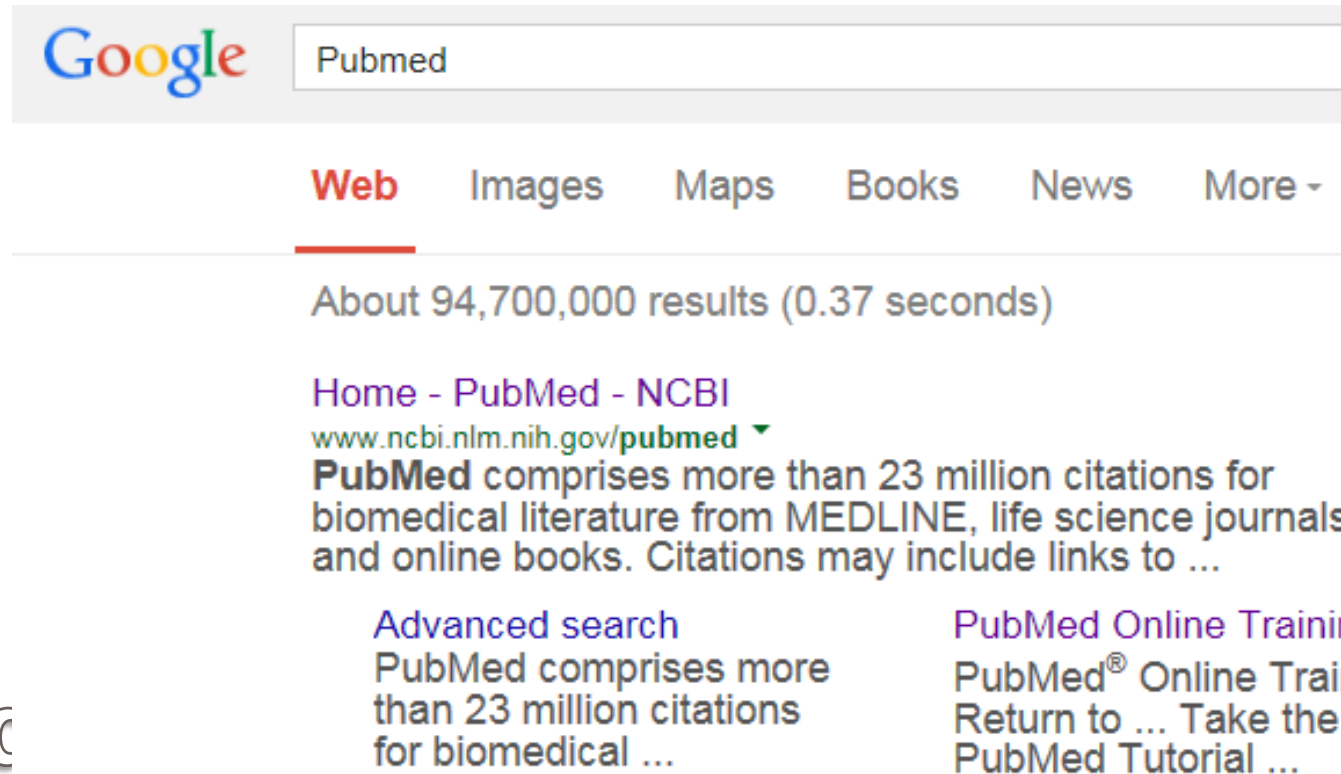 Google
Pubmed
Web Images Maps Books News More
About 94,700,000 results (0.37 seconds)
Home - PubMed - NCBI
www.ncbi.nlm.nih.gov/pubmed
PubMed comprises more than 23 million citations for
biomedical literature from MEDLINE, life science journals
and online books. Citations may include links to ...
Advanced search
PubMed comprises more
than 23 million citations
for biomedical ...
PubMed Online
PubMed® Online
Return to ... Take the
PubMed Tutorial ...